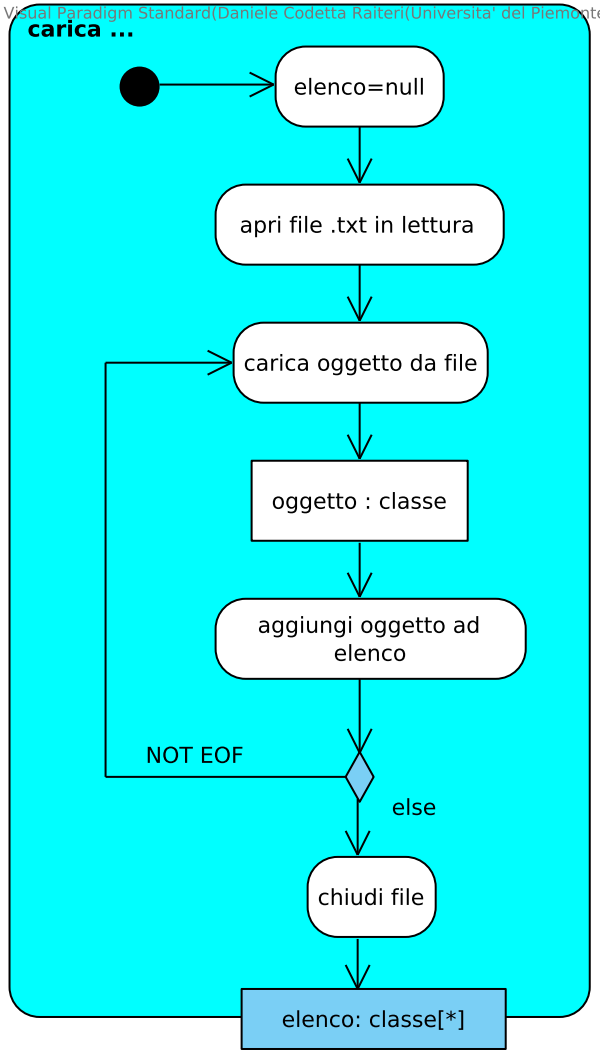 Visual Paradigm Standard(Daniele Codetta Raiteri(Universita' del Piemonte
carica ...
elenco=null
apri file .txt in lettura
carica oggetto da file
oggetto : classe
aggiungi oggetto ad
elenco
NOT EOF
else
chiudi file
elenco: classe[*]